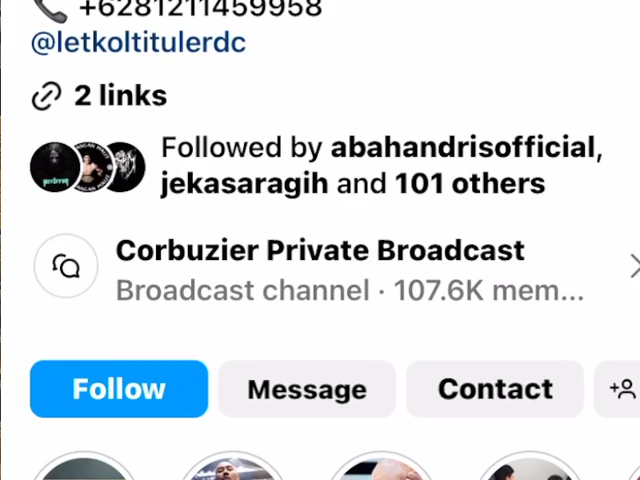 +6281211459958
@letkoltitulerdc
2 links
Followed by abahandrisofficial,
jekasaragih and 101 others
Corbuzier Private Broadcast
Broadcast channel · 107.6K mem...
Follow
Message
Contact